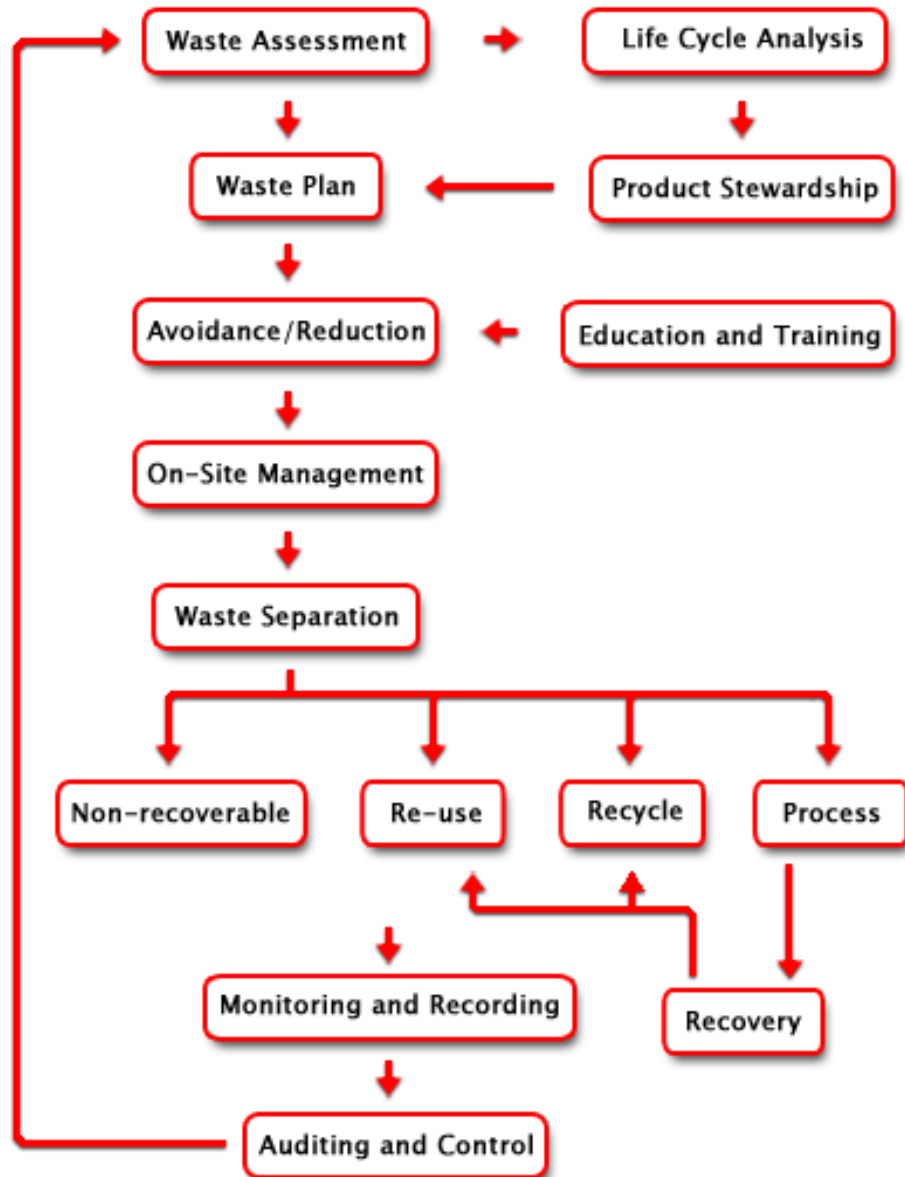 Waste Assessment
Life Cycle Analysis
Waste Plan
Product Stewardship
Avoidance/Reduction
Education and Training
On-Site Management
Waste Separation
Non-recoverable
Re-use
Recycle
Process
Monitoring and Recording
Recovery
Auditing and Control